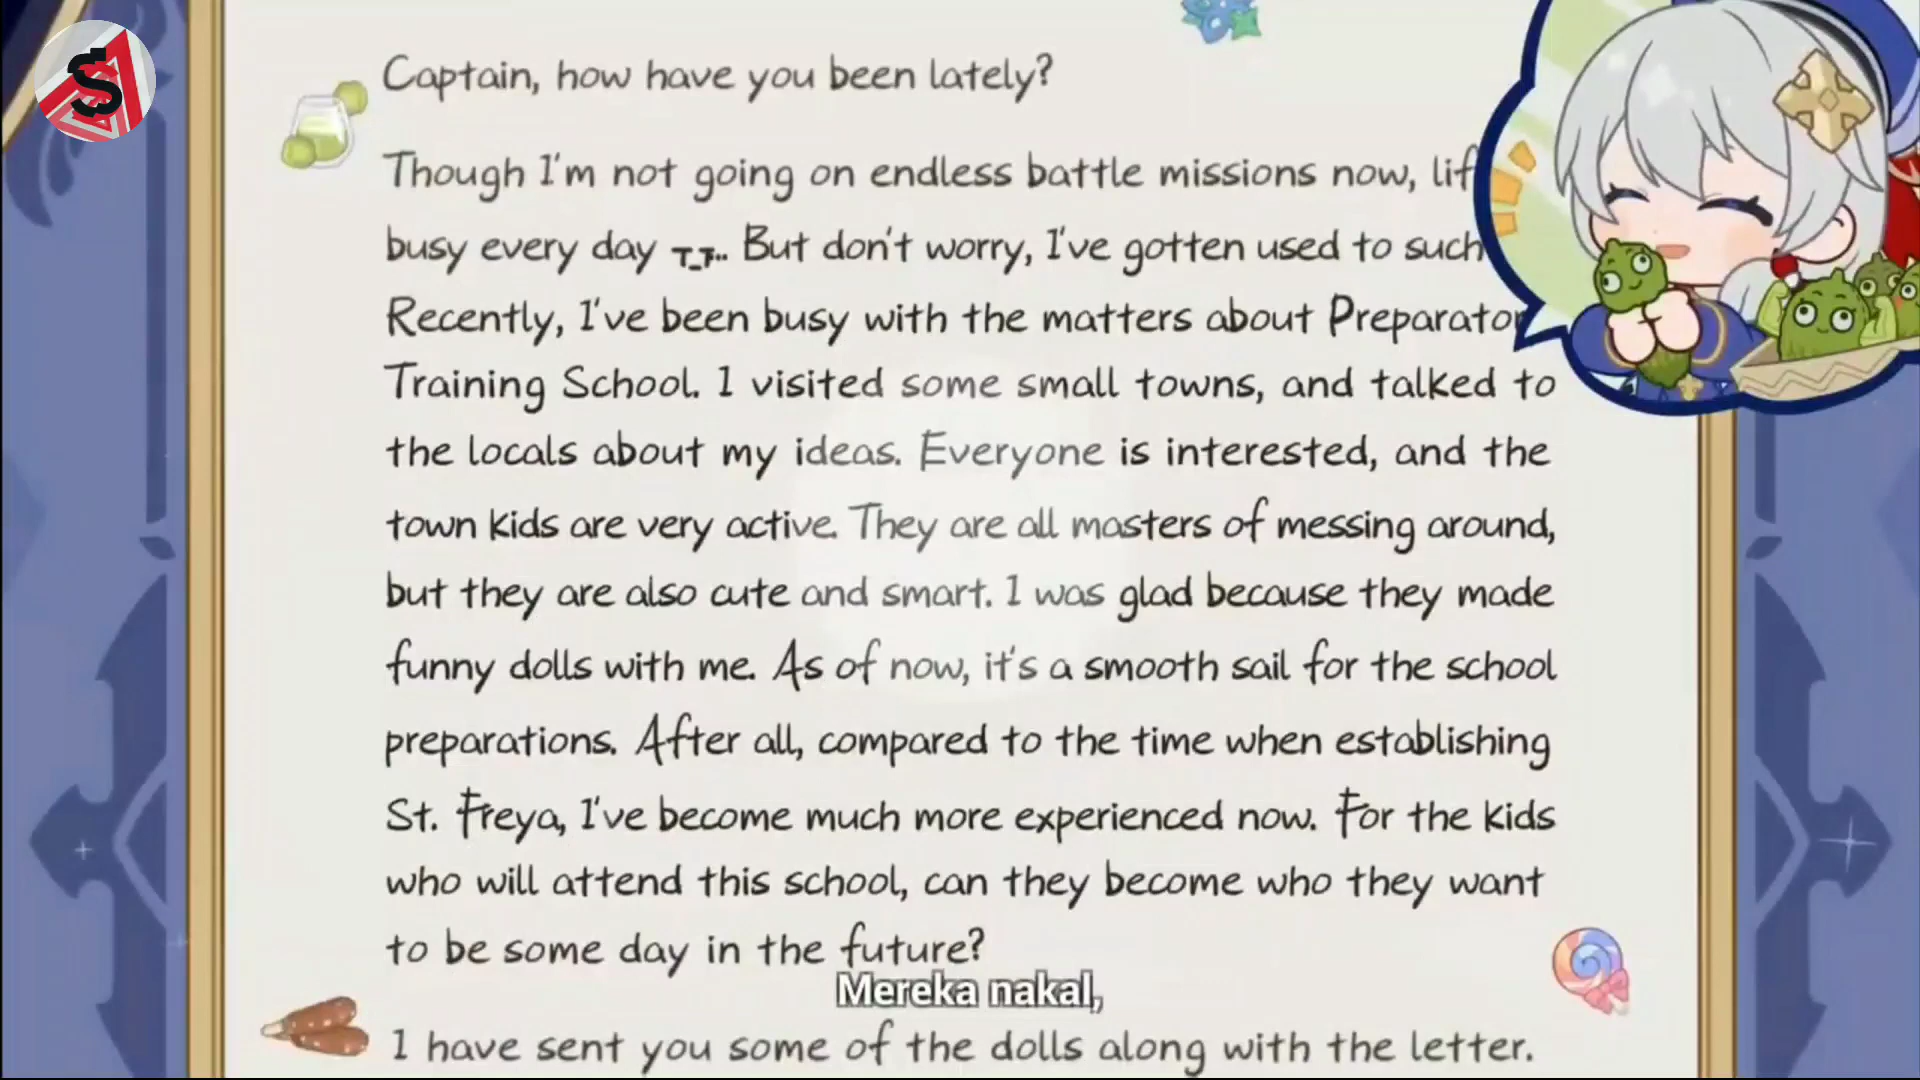 Captain, how have you been lately?
Though I'm not going on endless battle missions now,
busy every day T_T.. But don't worry, I've gotten used to such
Recently, I've been busy with the matters about
Training School. I visited some small towns, and talked to
the locals about my ideas. Everyone is interested, and the
town kids are very active. They are all masters of messing around,
but they are also cute and smart. I was glad because they made
funny dolls with me. As of now, it's a smooth sail for the school
preparations. After all, compared to the time when establishing
St. Freya, I've become much more experienced now. For the kids
who will attend this school, can they become who they want
to be some day in the future?
Mereka nakal,
I have sent you some of the dolls along with the letter.